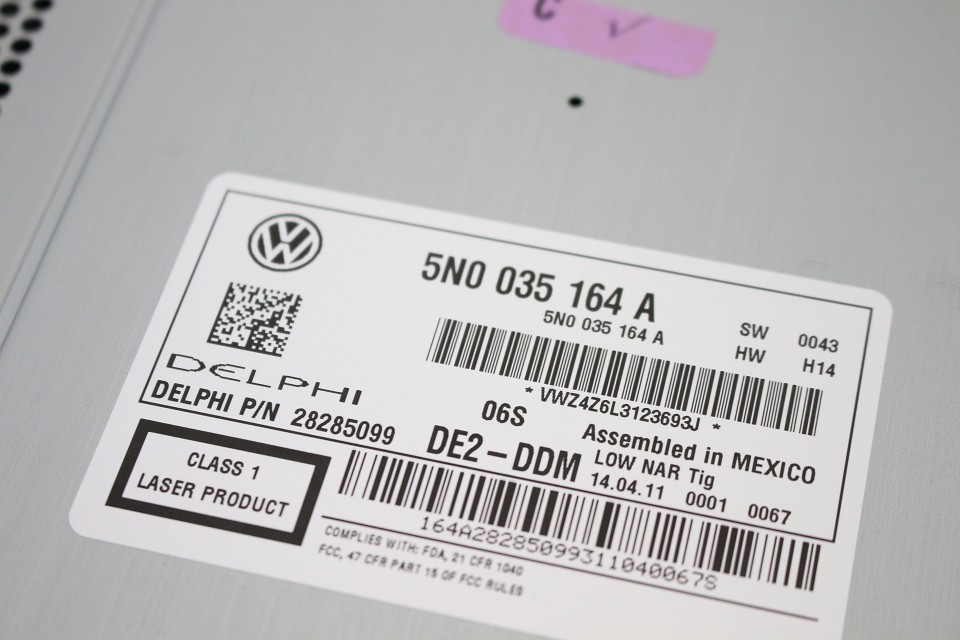 C ✓
VW
5N0 035 164 A
5N0 035 164 A
SW 0043
HW H14
* VWZ4Z6L3123693J *
DELPHI
DELPHI P/N 28285099
06S
DE2-DDM
Assembled in MEXICO
LOW NAR Tig
14.04.11 0001 0067
CLASS 1
LASER PRODUCT
164A28285099311040067S
COMPLIES WITH: FDA, 21 CFR 1040
FCC, 47 CFR PART 15 OF FCC RULES